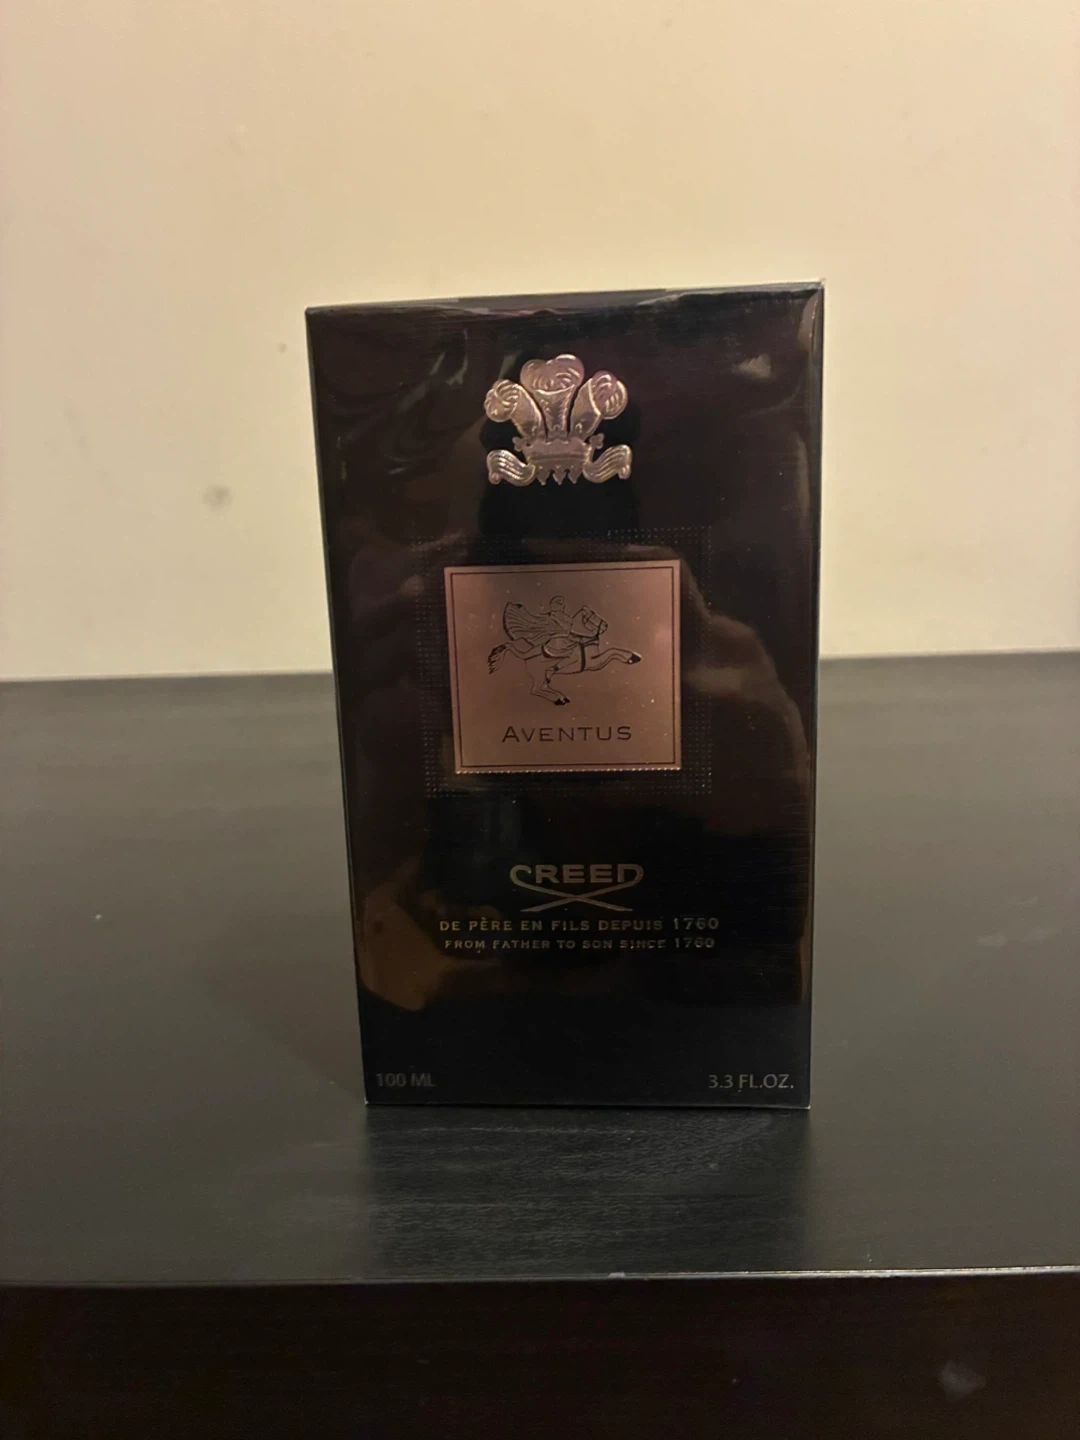 AVENTUS
CREED
DE PÈRE EN FILS DEPUIS 1760
FROM FATHER TO SON SINCE 1760
100 ML
3.3 FL.OZ.